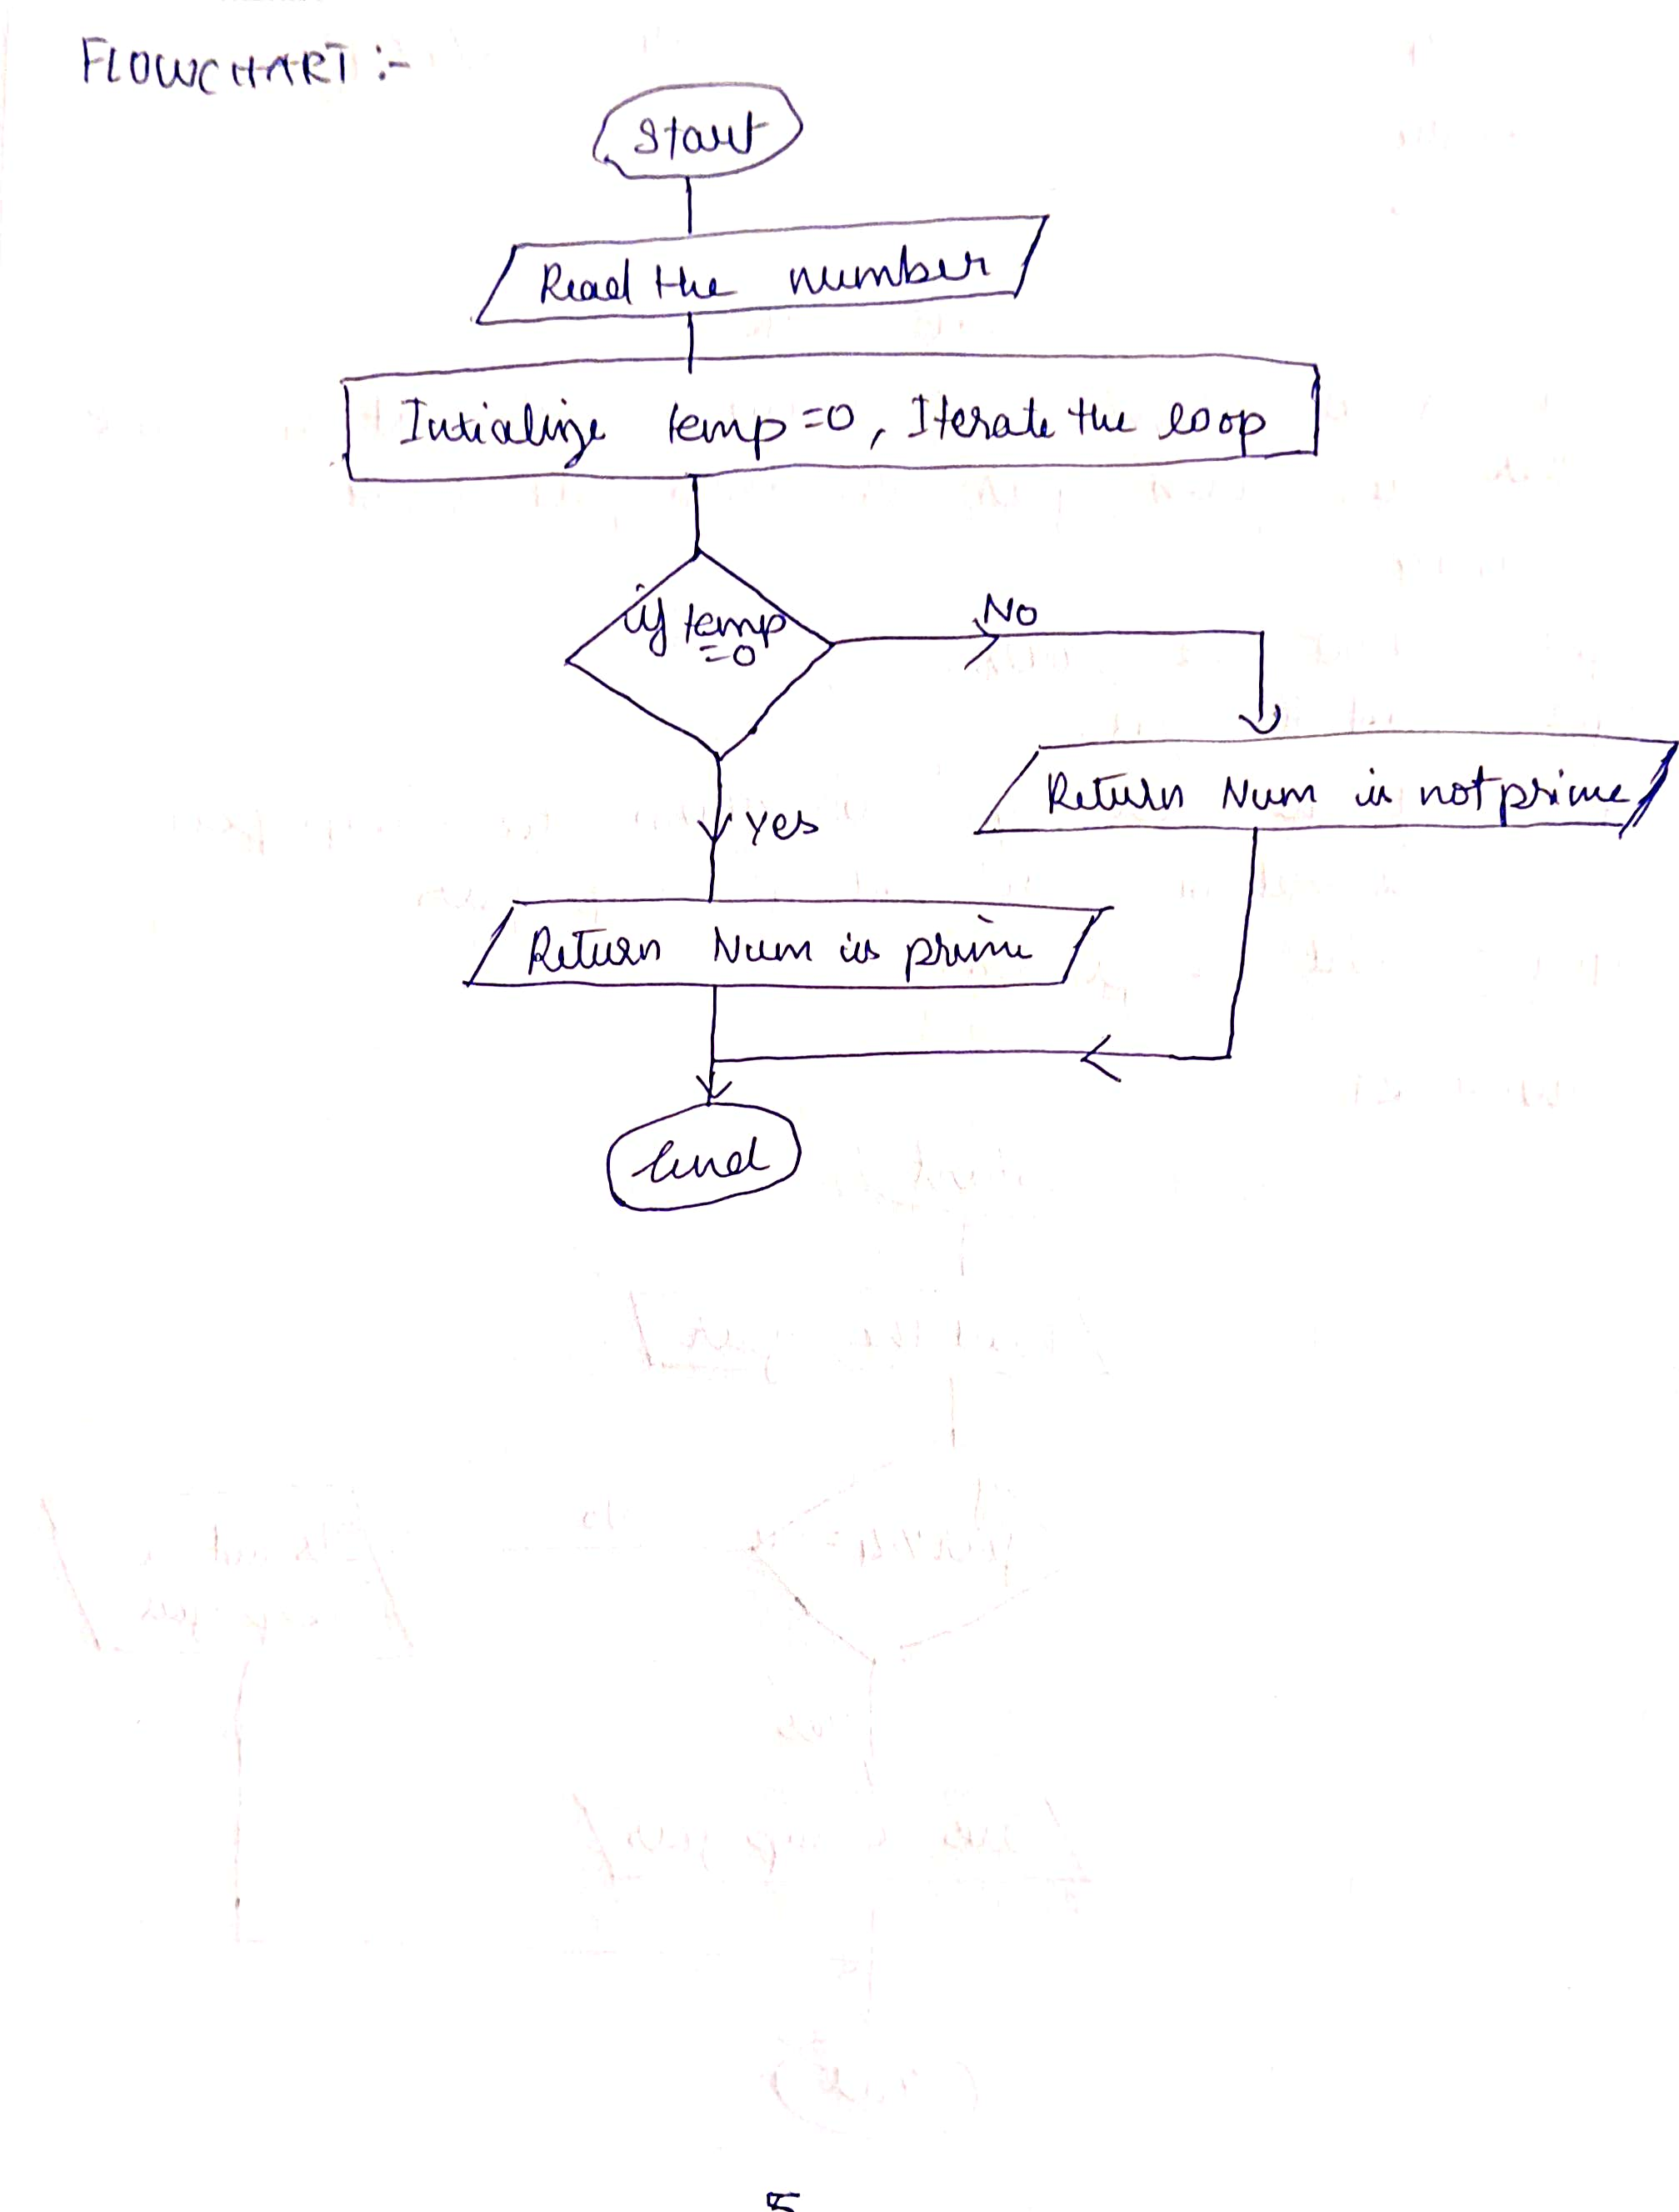 FLOWCHART :-
Start
Read the number
Intialize temp =0, Iterate the loop
if temp
=0
No
Yes
Return Num is not prime
Return Num is prime
End
5